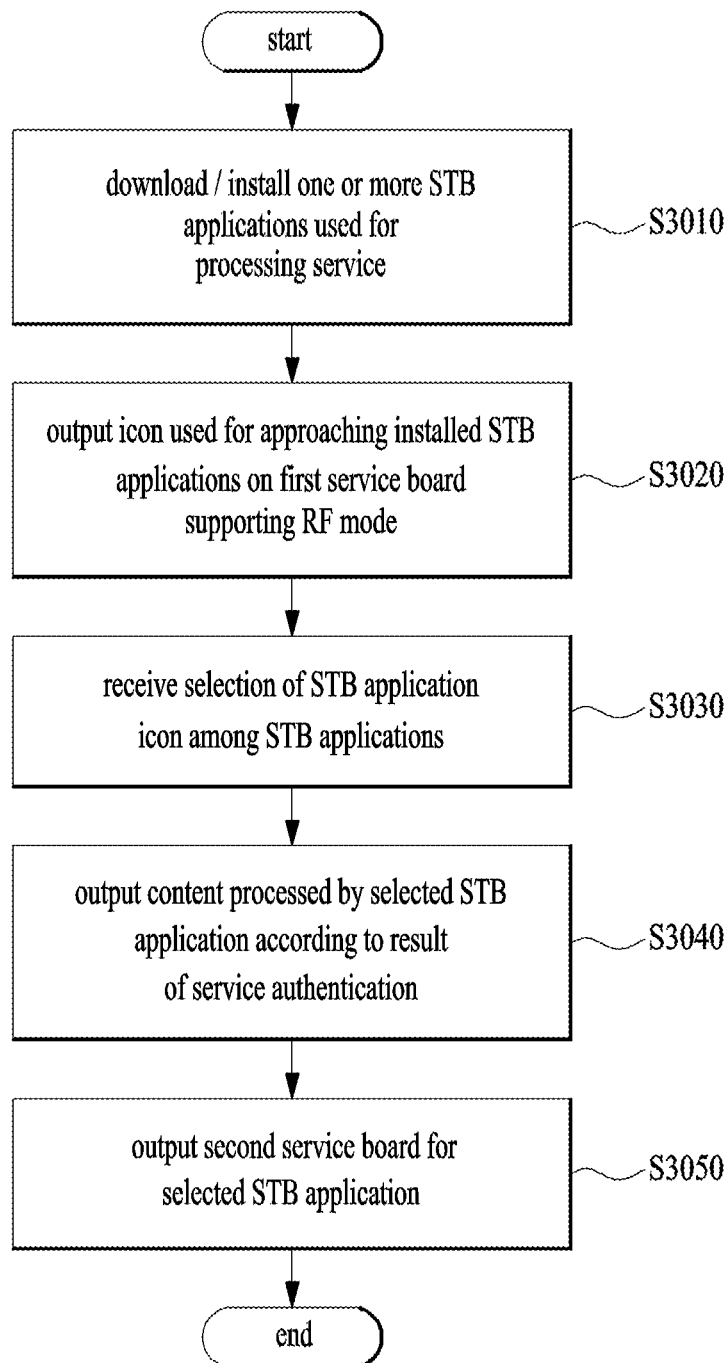 start
download / install one or more STB
applications used for
processing service
S3010
output icon used for approaching installed STB
applications on first service board
supporting RF mode
S3020
receive selection of STB application
icon among STB applications
S3030
output content processed by selected STB
application according to result
of service authentication
S3040
output second service board for
selected STB application
S3050
end